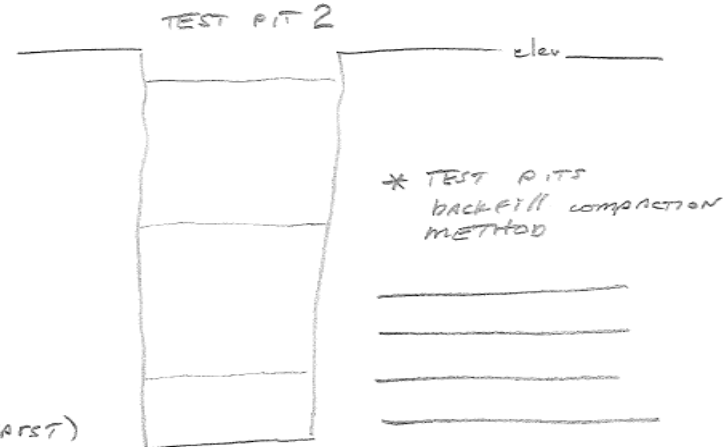 TEST PIT 2
elev
* TEST PITS
BACKFILL COMPACTION
METHOD